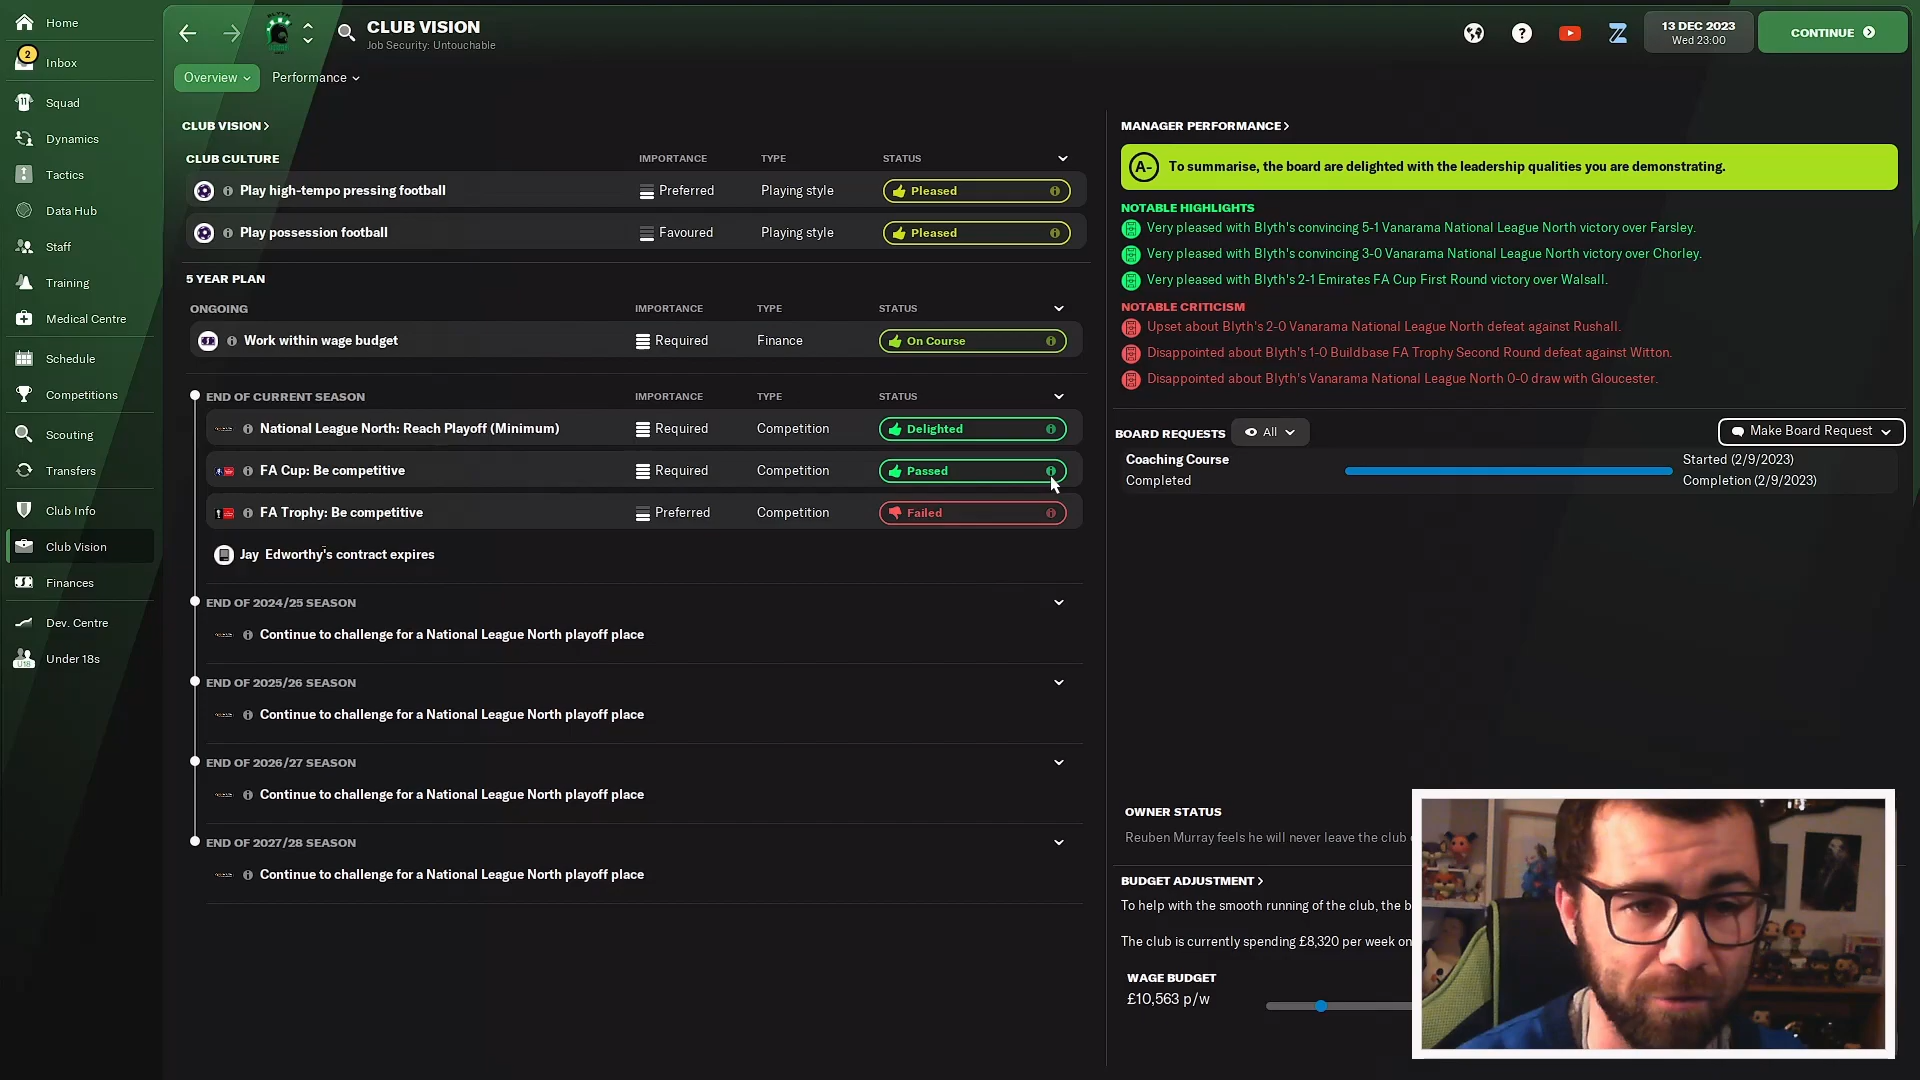 Home
2
Inbox
Squad
Dynamics
Tactics
Data Hub
Staff
Training
Medical Centre
Schedule
Competitions
Scouting
Transfers
Club Info
Club Vision
Finances
Dev. Centre
Under 18s
CLUB VISION
Job Security: Untouchable
13 DEC 2023
Wed 23:00
CONTINUE
Overview
Performance
CLUB VISION
CLUB CULTURE IMPORTANCE TYPE STATUS
Play high-tempo pressing football Preferred Playing style Pleased
Play possession football Favoured Playing style Pleased
5 YEAR PLAN
ONGOING IMPORTANCE TYPE STATUS
Work within wage budget Required Finance On Course
END OF CURRENT SEASON IMPORTANCE TYPE STATUS
National League North: Reach Playoff (Minimum) Required Competition Delighted
FA Cup: Be competitive Required Competition Passed
FA Trophy: Be competitive Preferred Competition Failed
Jay Edworthy's contract expires
END OF 2024/25 SEASON
Continue to challenge for a National League North playoff place
END OF 2025/26 SEASON
Continue to challenge for a National League North playoff place
END OF 2026/27 SEASON
Continue to challenge for a National League North playoff place
END OF 2027/28 SEASON
Continue to challenge for a National League North playoff place
MANAGER PERFORMANCE
A- To summarise, the board are delighted with the leadership qualities you are demonstrating.
NOTABLE HIGHLIGHTS
Very pleased with Blyth's convincing 5-1 Vanarama National League North victory over Farsley.
Very pleased with Blyth's convincing 3-0 Vanarama National League North victory over Chorley.
Very pleased with Blyth's 2-1 Emirates FA Cup First Round victory over Walsall.
NOTABLE CRITICISM
Upset about Blyth's 2-0 Vanarama National League North defeat against Rushall.
Disappointed about Blyth's 1-0 Buildbase FA Trophy Second Round defeat against Witton.
Disappointed about Blyth's Vanarama National League North 0-0 draw with Gloucester.
BOARD REQUESTS All Make Board Request
Coaching Course Started (2/9/2023)
Completed Completion (2/9/2023)
OWNER STATUS
Reuben Murray feels he will never leave the club
BUDGET ADJUSTMENT
To help with the smooth running of the club, the b
The club is currently spending £8,320 per week on
WAGE BUDGET
£10,563 p/w